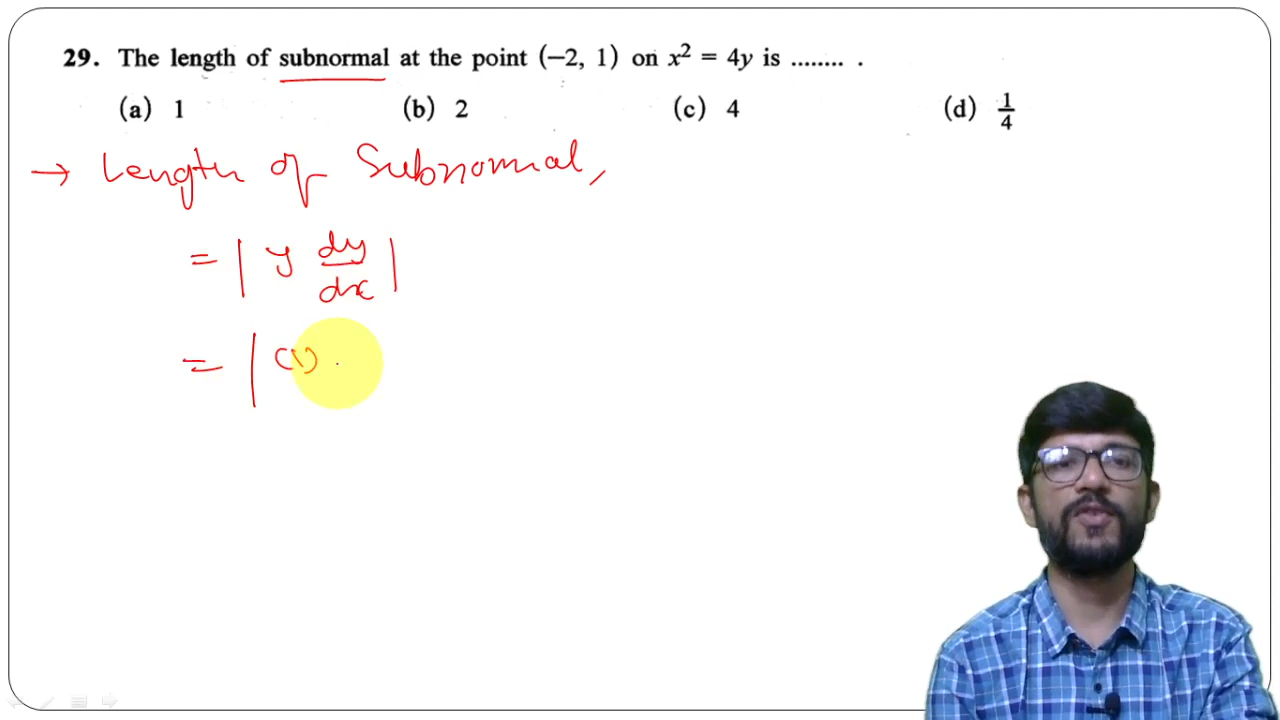 29. The length of subnormal at the point (−2, 1) on x² = 4y is ........ .
(a) 1 (b) 2 (c) 4 (d) 1/4
→ Length of Subnomal,
= | y dy/dx |
= | (1)